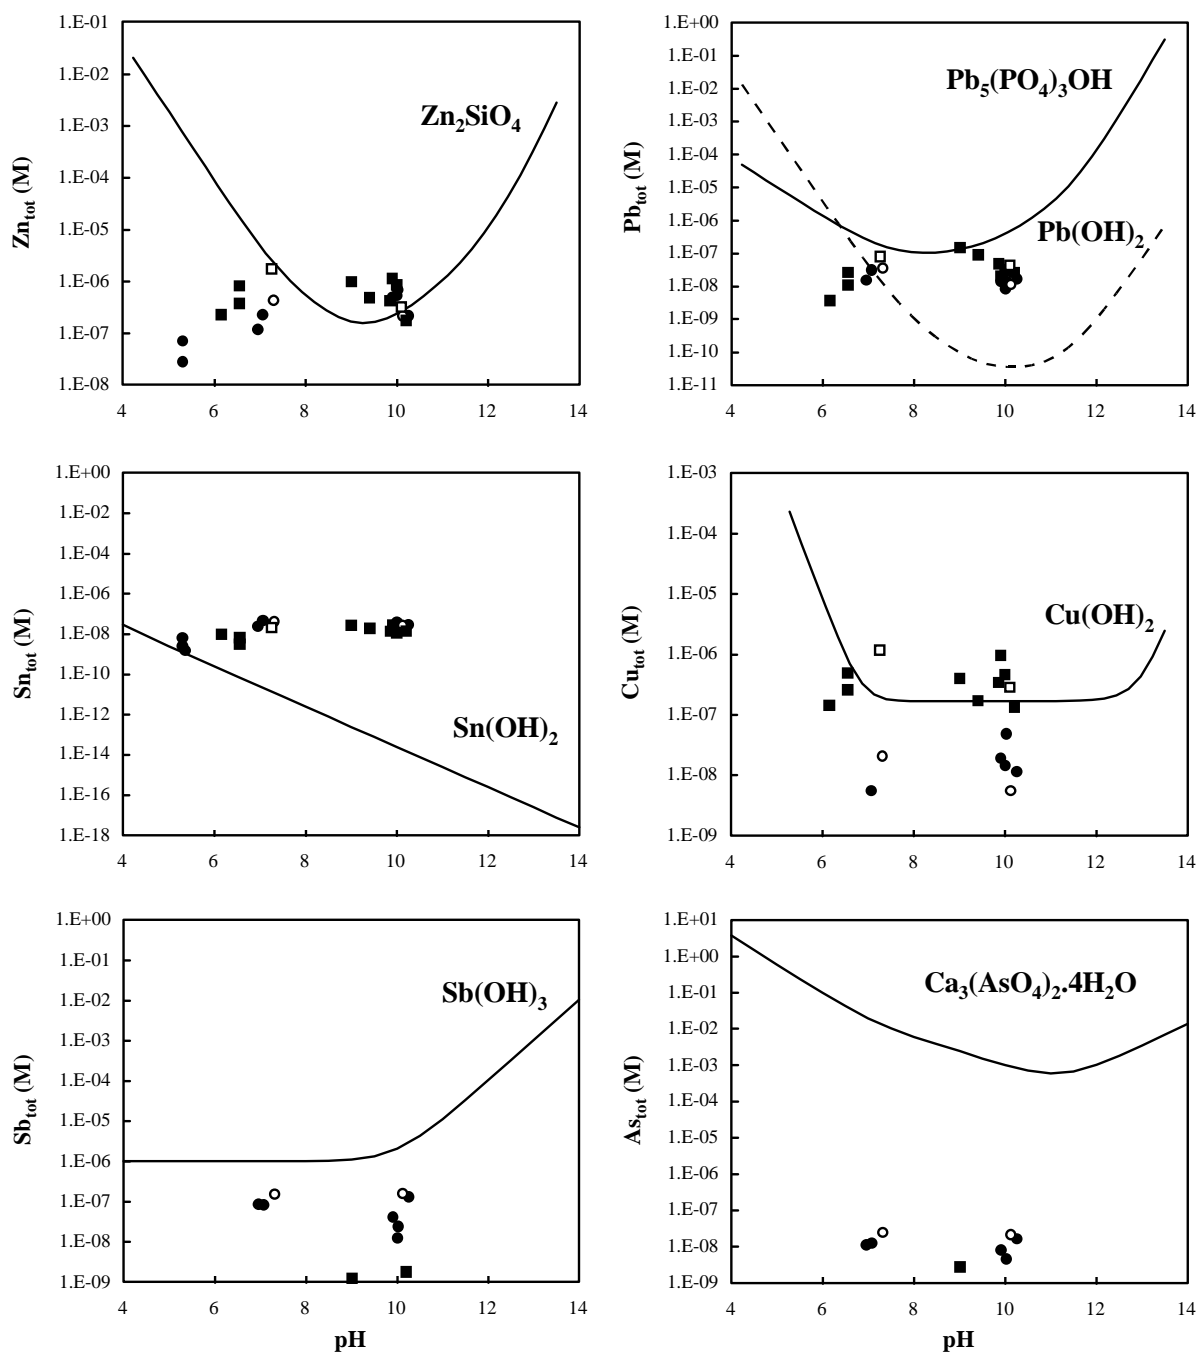 1.E-01
1.E-02
1.E-03
1.E-04
1.E-05
1.E-06
1.E-07
1.E-08
Zn_tot (M)
Zn₂SiO₄
4 6 8 10 12 14
1.E+00
1.E-01
1.E-02
1.E-03
1.E-04
1.E-05
1.E-06
1.E-07
1.E-08
1.E-09
1.E-10
1.E-11
Pb_tot (M)
Pb₅(PO₄)₃OH
Pb(OH)₂
4 6 8 10 12 14
1.E+00
1.E-02
1.E-04
1.E-06
1.E-08
1.E-10
1.E-12
1.E-14
1.E-16
1.E-18
Sn_tot (M)
Sn(OH)₂
4 6 8 10 12 14
1.E-03
1.E-04
1.E-05
1.E-06
1.E-07
1.E-08
1.E-09
Cu_tot (M)
Cu(OH)₂
4 6 8 10 12 14
1.E+00
1.E-01
1.E-02
1.E-03
1.E-04
1.E-05
1.E-06
1.E-07
1.E-08
1.E-09
Sb_tot (M)
Sb(OH)₃
4 6 8 10 12 14
pH
1.E+01
1.E+00
1.E-01
1.E-02
1.E-03
1.E-04
1.E-05
1.E-06
1.E-07
1.E-08
1.E-09
As_tot (M)
Ca₃(AsO₄)₂.4H₂O
4 6 8 10 12 14
pH